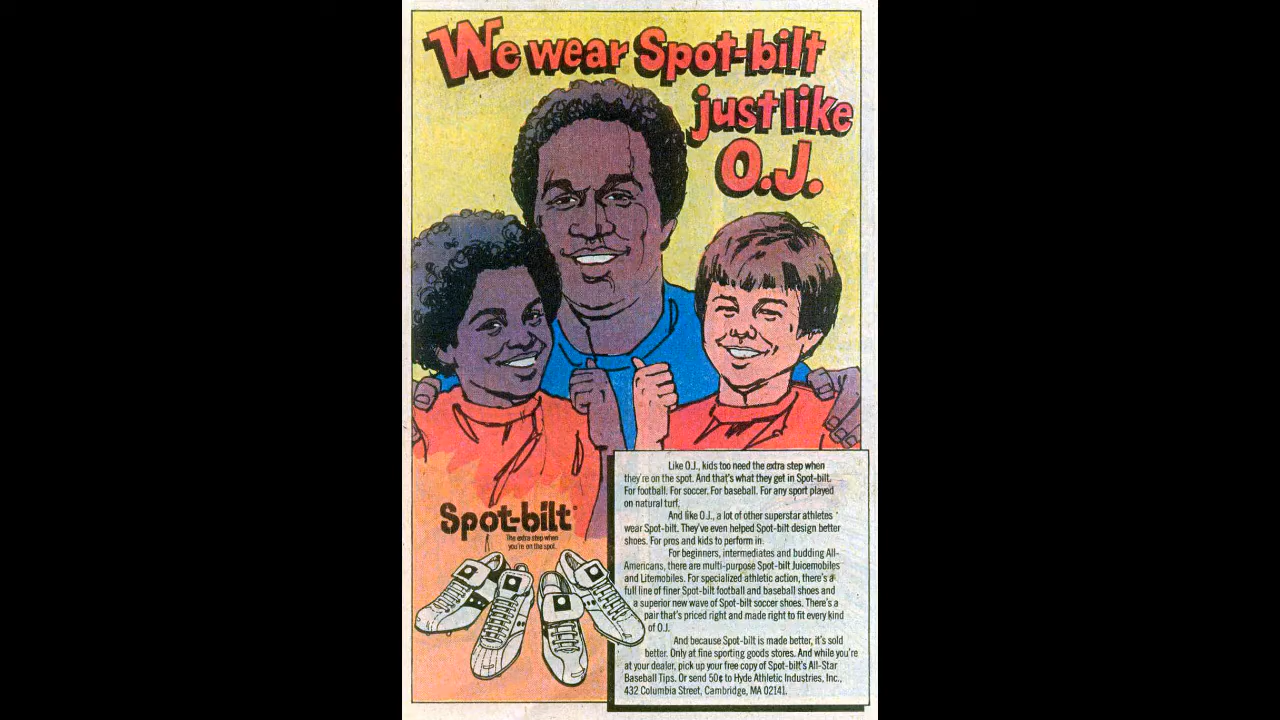 We wear Spot-bilt
just like
O.J.
Like O.J., kids too need the extra step when
they're on the spot. And that's what they get in Spot-bilt.
For football. For soccer. For baseball. For any sport played
on natural turf.
And like O.J., a lot of other superstar athletes
wear Spot-bilt. They've even helped Spot-bilt design better
shoes. For pros and kids to perform in.
For beginners, intermediates and budding All-
Americans, there are multi-purpose Spot-bilt Juicemobiles
and Litemobiles. For specialized athletic action, there's a
full line of finer Spot-bilt football and baseball shoes and
a superior new wave of Spot-bilt soccer shoes. There's a
pair that's priced right and made right to fit every kind
of O.J.
And because Spot-bilt is made better, it's sold
better. Only at fine sporting goods stores. And while you're
at your dealer, pick up your free copy of Spot-bilt's All-Star
Baseball Tips. Or send 50¢ to Hyde Athletic Industries, Inc.,
432 Columbia Street, Cambridge, MA 02141.
Spot-bilt
The extra step when
you're on the spot.